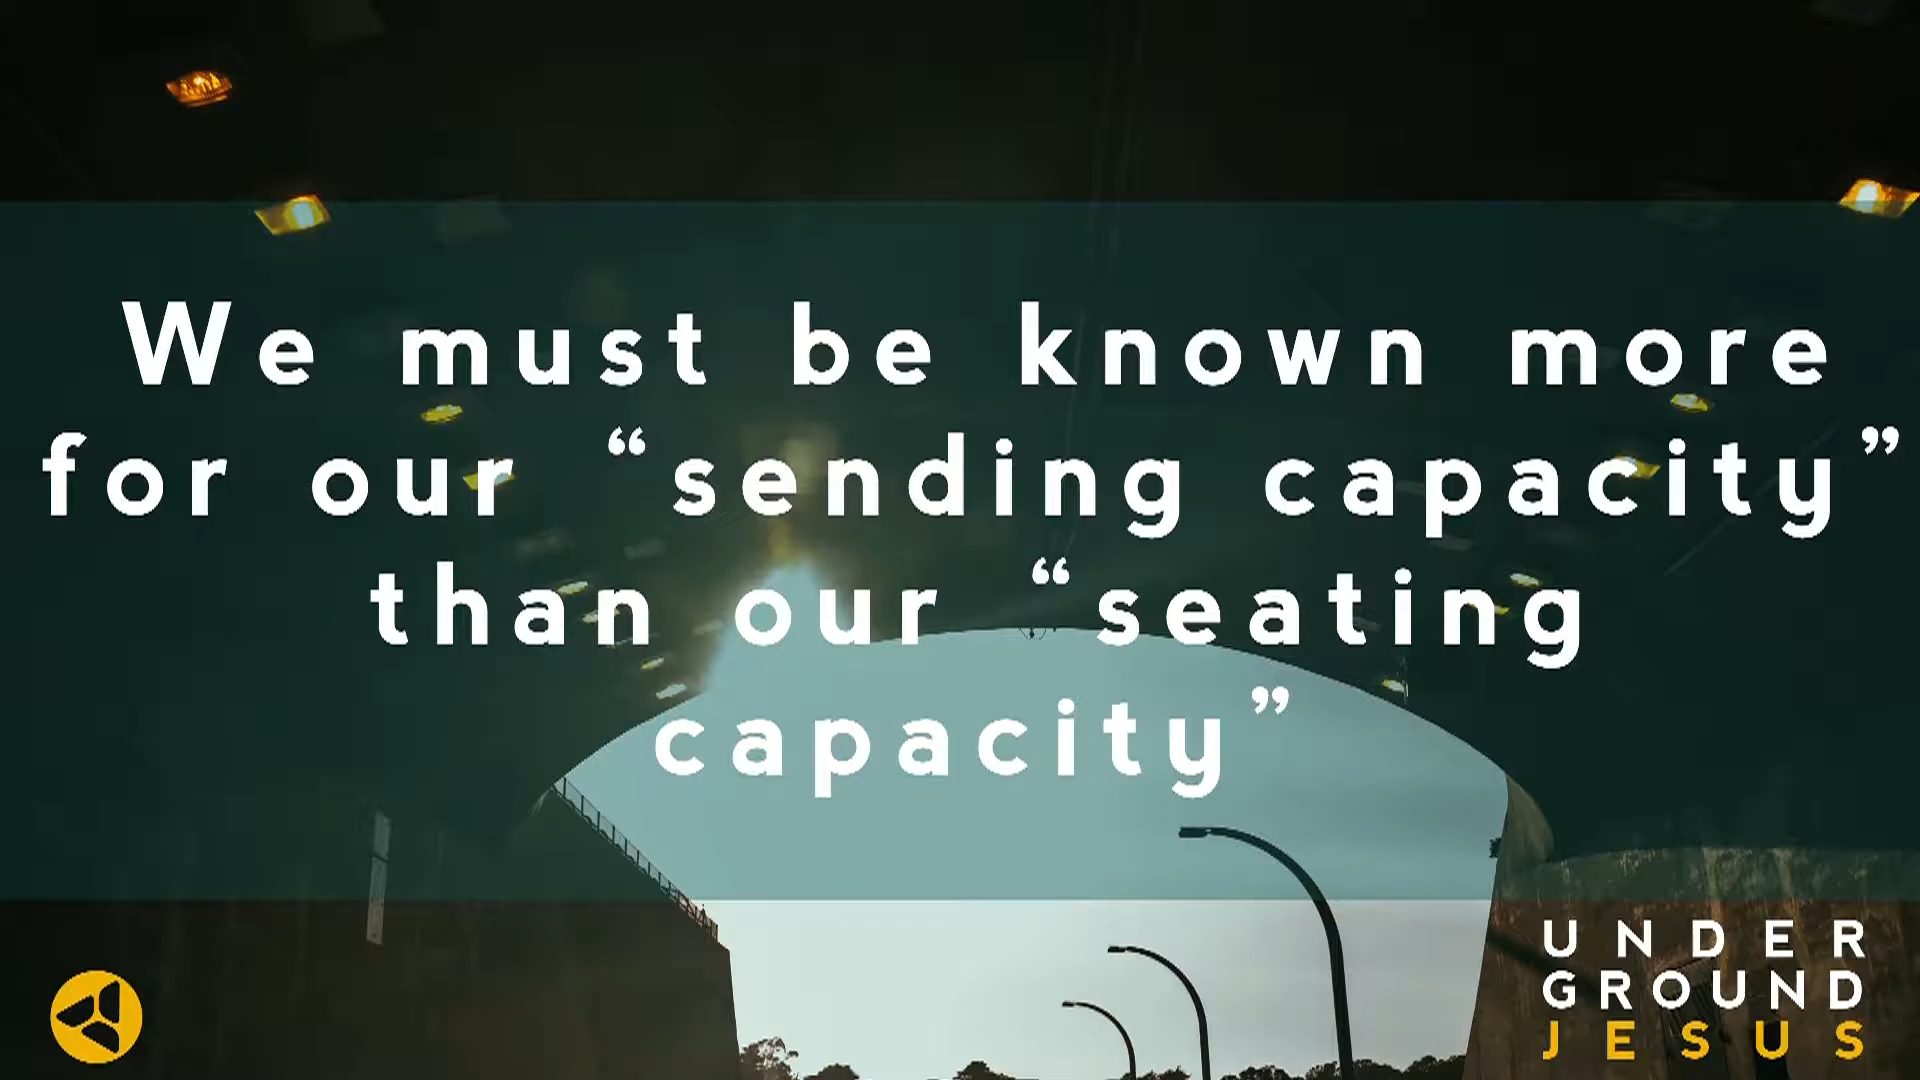 We must be known more
for our “sending capacity”
than our “seating
capacity”
UNDER
GROUND
JESUS